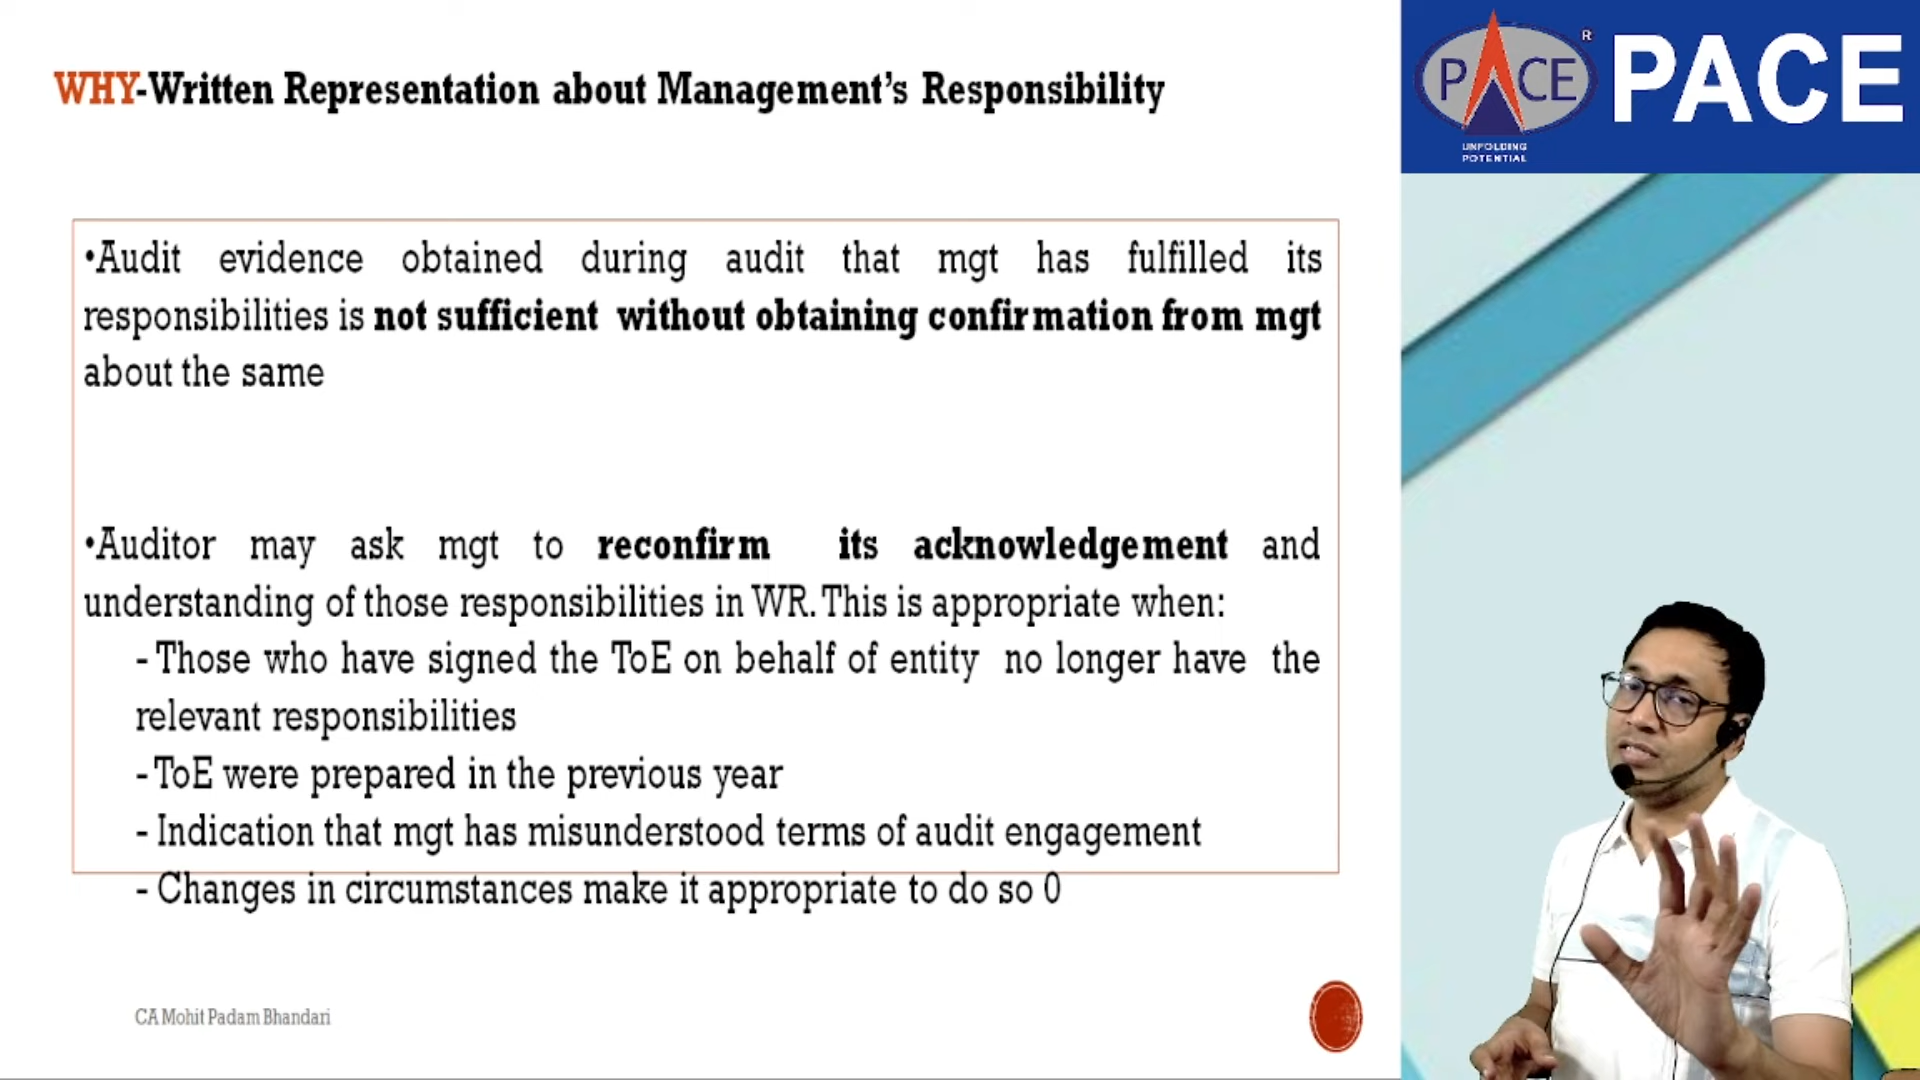 WHY-Written Representation about Management’s Responsibility
•Audit evidence obtained during audit that mgt has fulfilled its
responsibilities is not sufficient without obtaining confirmation from mgt
about the same
•Auditor may ask mgt to reconfirm its acknowledgement and
understanding of those responsibilities in WR. This is appropriate when:
- Those who have signed the ToE on behalf of entity no longer have the
relevant responsibilities
- ToE were prepared in the previous year
- Indication that mgt has misunderstood terms of audit engagement
- Changes in circumstances make it appropriate to do so 0
CA Mohit Padam Bhandari
PACE
R
UNFOLDING
POTENTIAL
PACE